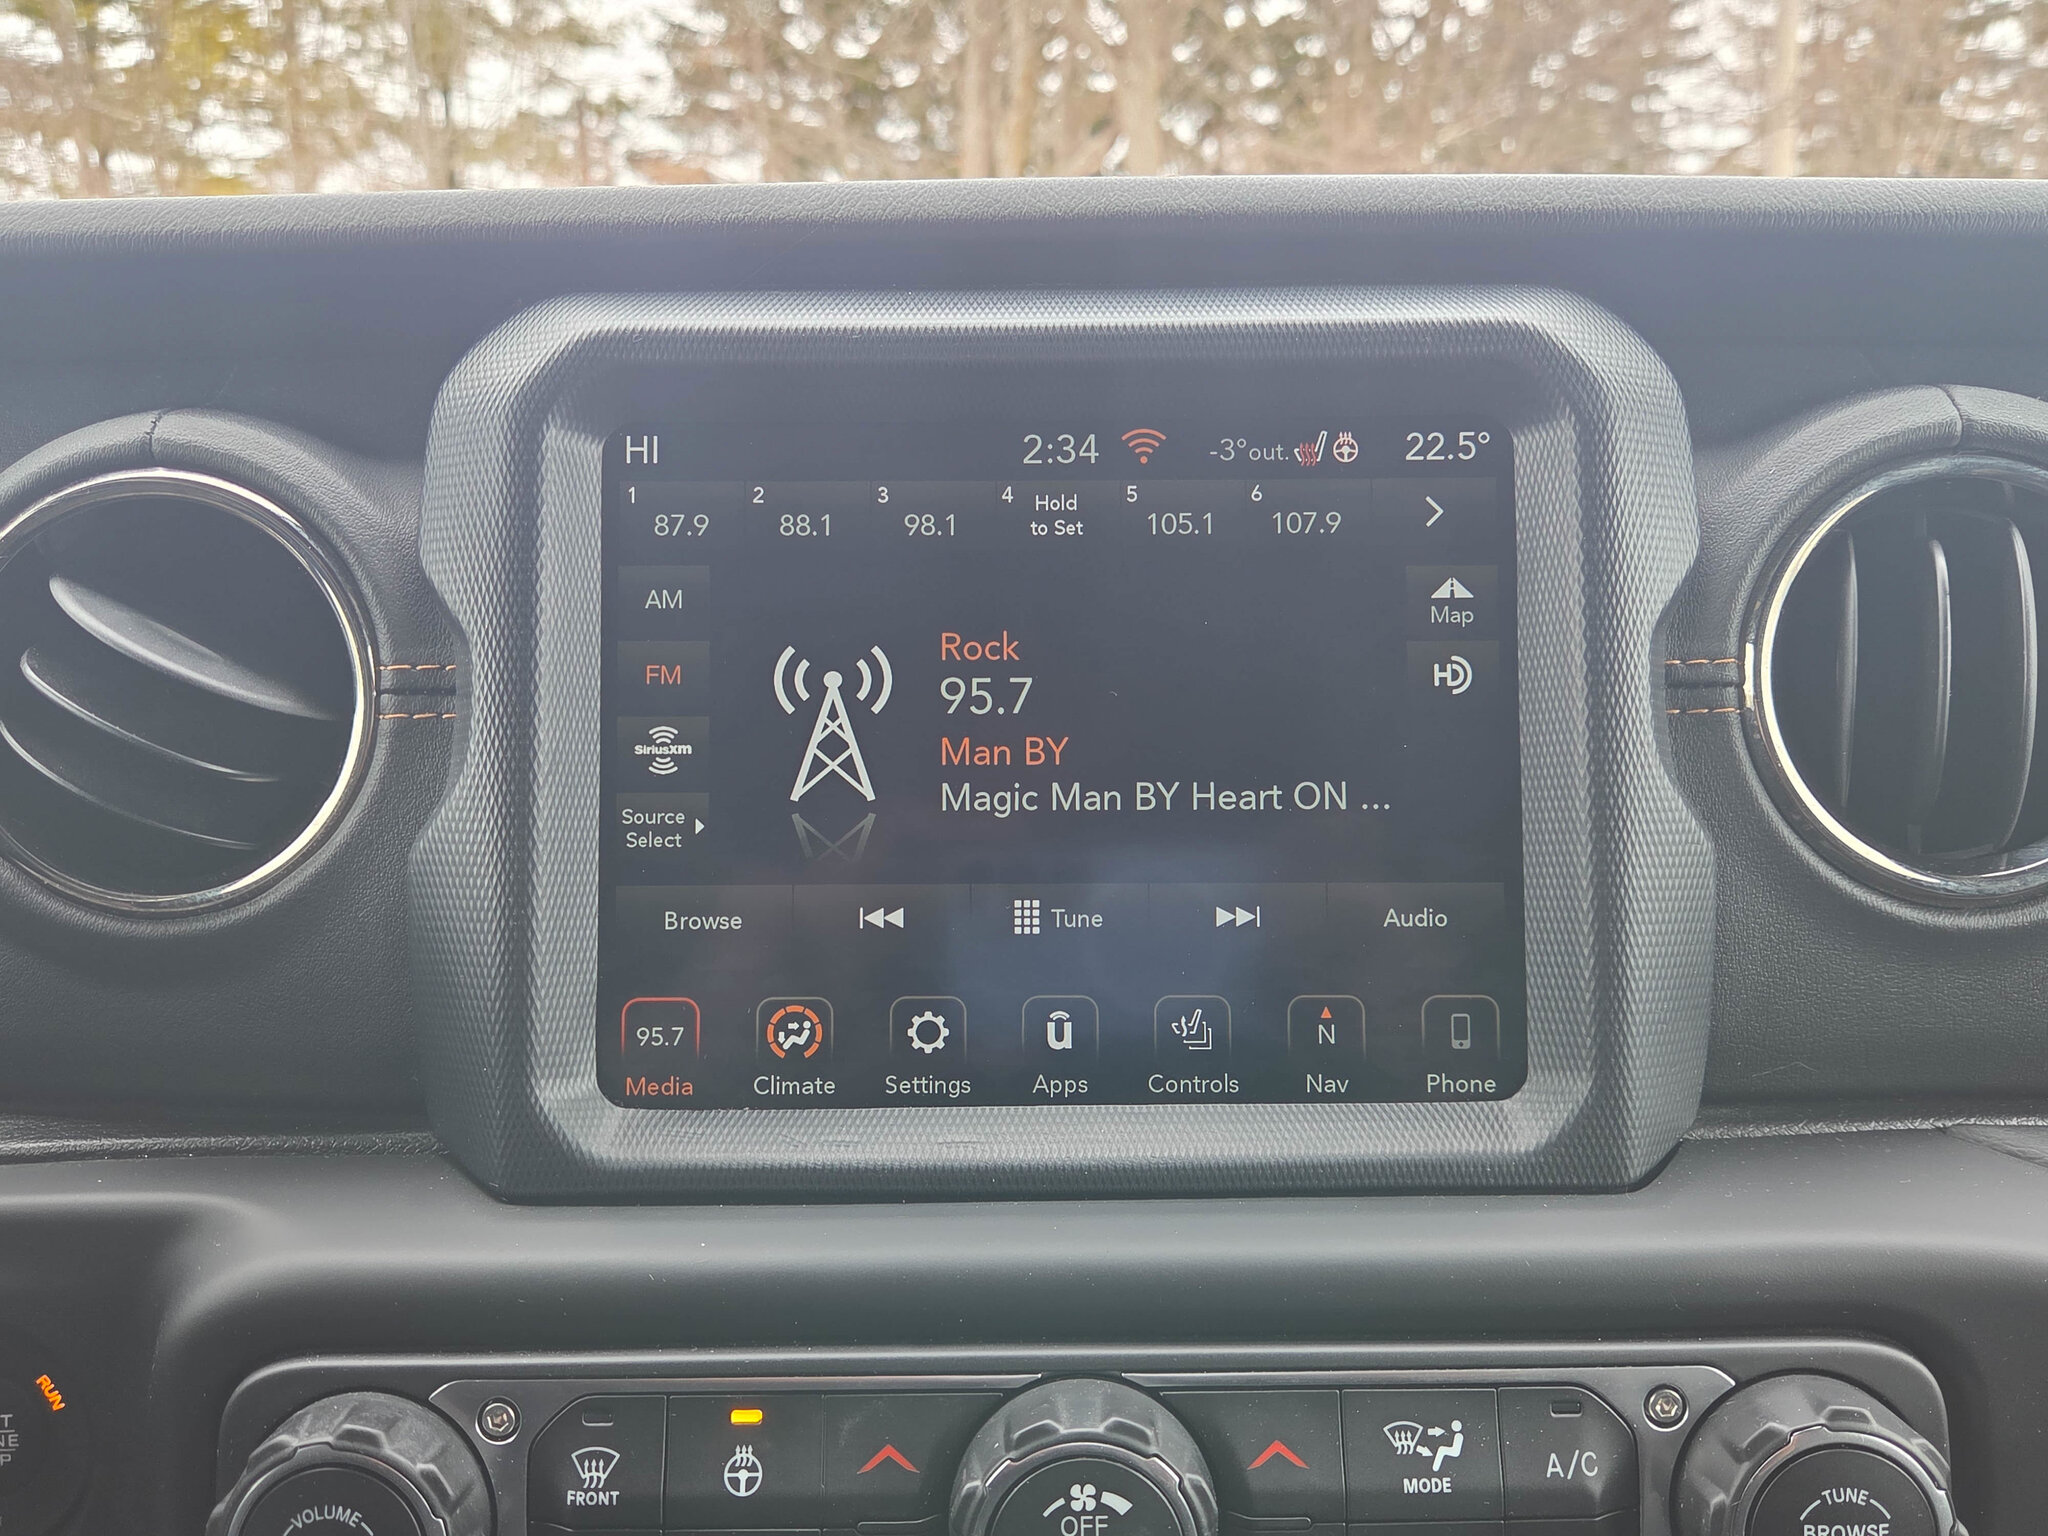 HI 2:34 -3°out. 22.5°
1 87.9 2 88.1 3 98.1 4 Hold to Set 5 105.1 6 107.9
AM
Map
FM
HD
Rock
95.7
Man BY
Magic Man BY Heart ON ...
SiriusXM
Source
Select
Browse Tune Audio
95.7 u N
Media Climate Settings Apps Controls Nav Phone
RUN
FRONT
MODE
A/C
VOLUME
OFF
TUNE
BROWSE